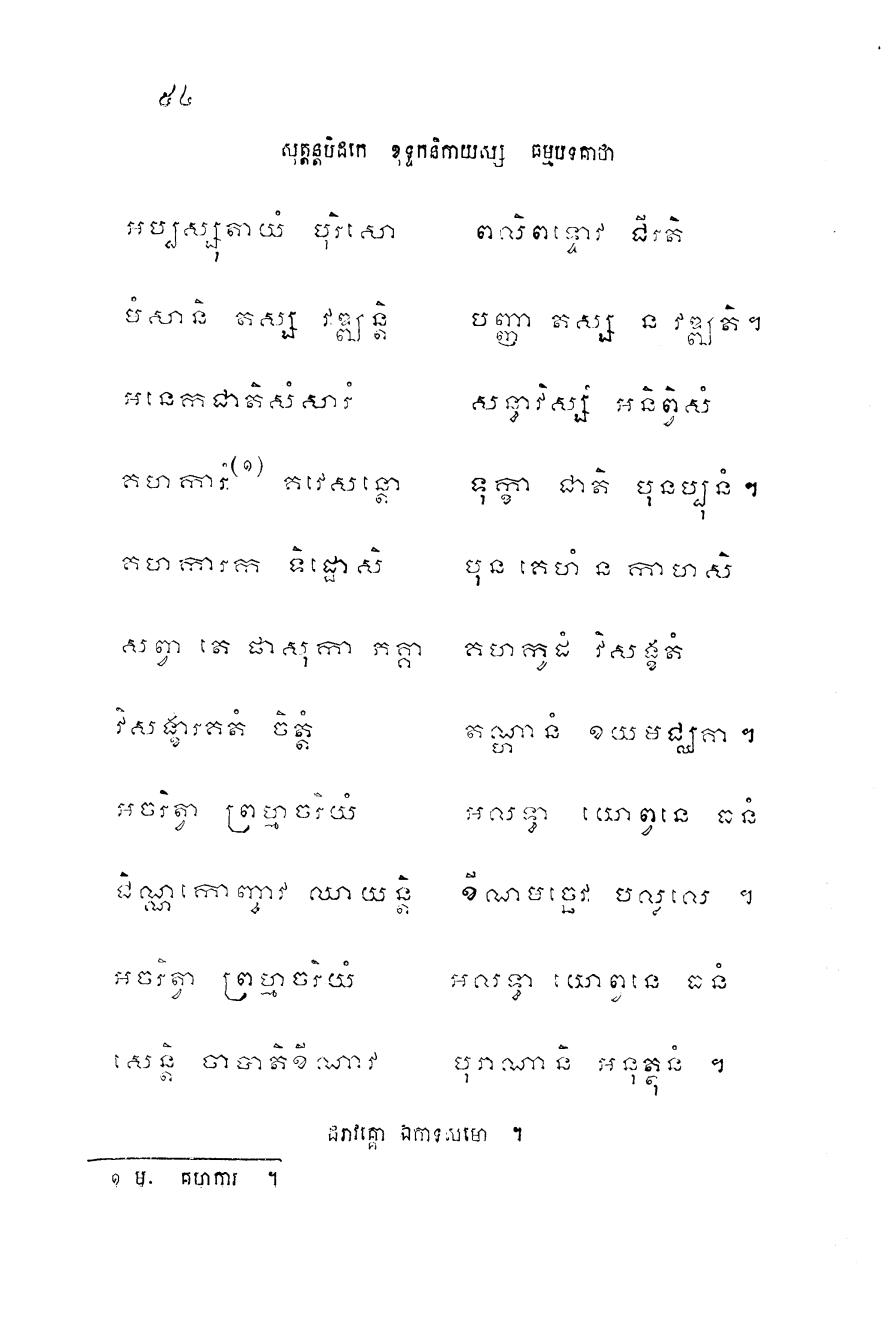 ៥៤
សុត្តន្តបិដកេ ខុទ្ទកនិកាយស្ស ធម្មបទគាថា
អប្បស្សុតាយំ បុរិសោ ពលិពទ្ទោវ ជីរតិ
មំសានិ តស្ស វឌ្ឍន្តិ បញ្ញា តស្ស ន វឌ្ឍតិ។
អនេកជាតិសំសារំ សន្ធាវិស្សំ អនិព្វិសំ
គហការំ(១) គវេសន្តោ ទុក្ខា ជាតិ បុនប្បុនំ ។
គហការក ទិដ្ឋោសិ បុន គេហំ ន កាហសិ
សព្វា តេ ផាសុកា ភគ្គា គហកូដំ វិសង្ខតំ
វិសង្ខារគតំ ចិត្តំ តណ្ហានំ ខយមជ្ឈគា ។
អចរិត្វា ព្រហ្មចរិយំ អលទ្ធា យោព្វនេ ធនំ
ជិណ្ណកោញ្ចាវ ឈាយន្តិ ខីណមច្ឆេវ បល្លលេ ។
អចរិត្វា ព្រហ្មចរិយំ អលទ្ធា យោព្វនេ ធនំ
សេន្តិ ចាបាតិខីណាវ បុរាណានិ អនុត្ថុនំ ។
ជរាវគ្គោ ឯកាទសមោ ។
១ ម. គហការ ។